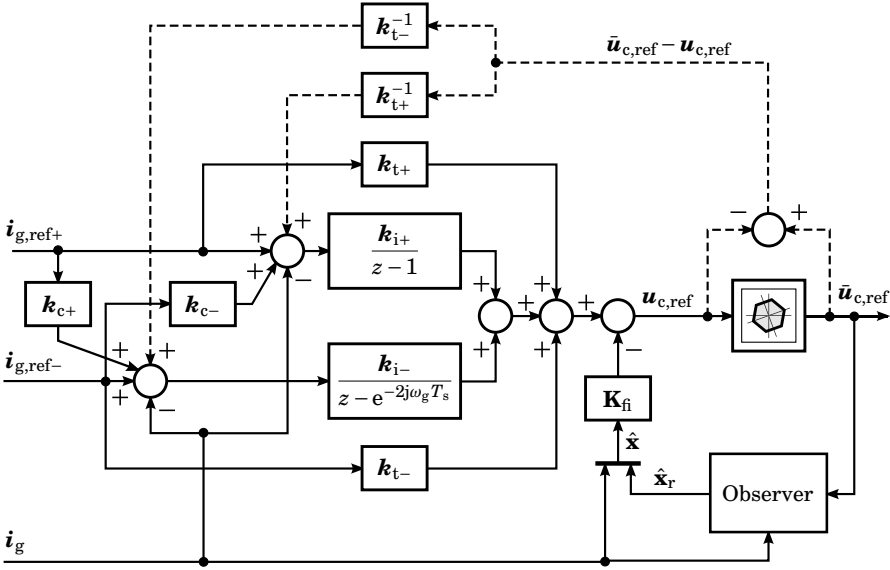 k_{t−}^{−1}
ū_{c,ref} − u_{c,ref}
k_{t+}^{−1}
k_{t+}
i_{g,ref+}
+
+
+
−
k_{i+}
z − 1
−
+
k_{c+}
k_{c−}
+
+
+
u_{c,ref}
ū_{c,ref}
i_{g,ref−}
+
+
+
−
k_{i−}
z − e^{−2jω_g T_s}
+
+
−
K_{fi}
x̂
k_{t−}
x̂_r
Observer
i_g